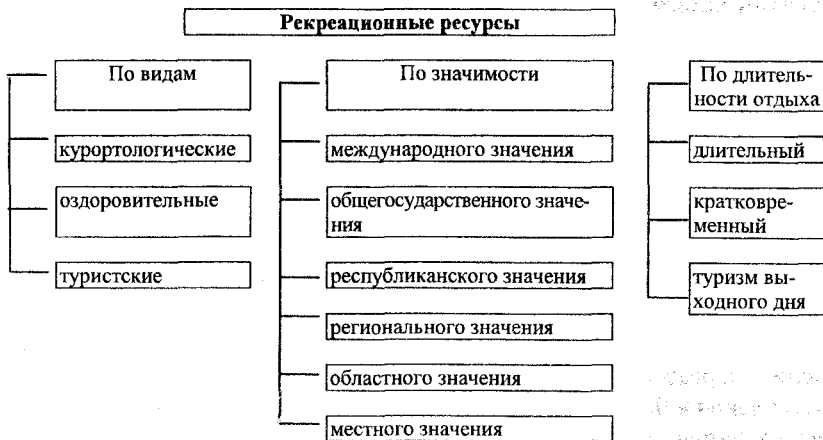 Рекреационные ресурсы
По видам
курортологические
оздоровительные
туристские
По значимости
международного значения
общегосударственного значе-
ния
республиканского значения
регионального значения
областного значения
местного значения
По длитель-
ности отдыха
длительный
кратковре-
менный
туризм вы-
ходного дня